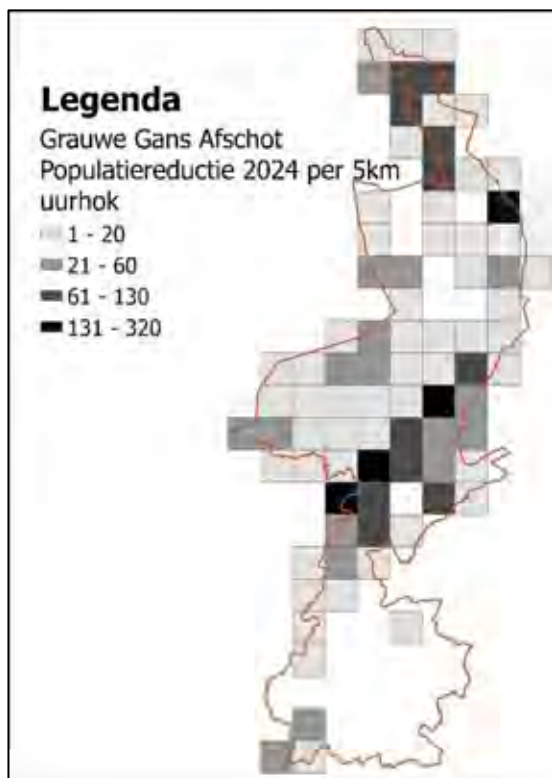 Legenda
Grauwe Gans Afschot
Populatiereductie 2024 per 5km
uurhok
1 - 20
21 - 60
61 - 130
131 - 320